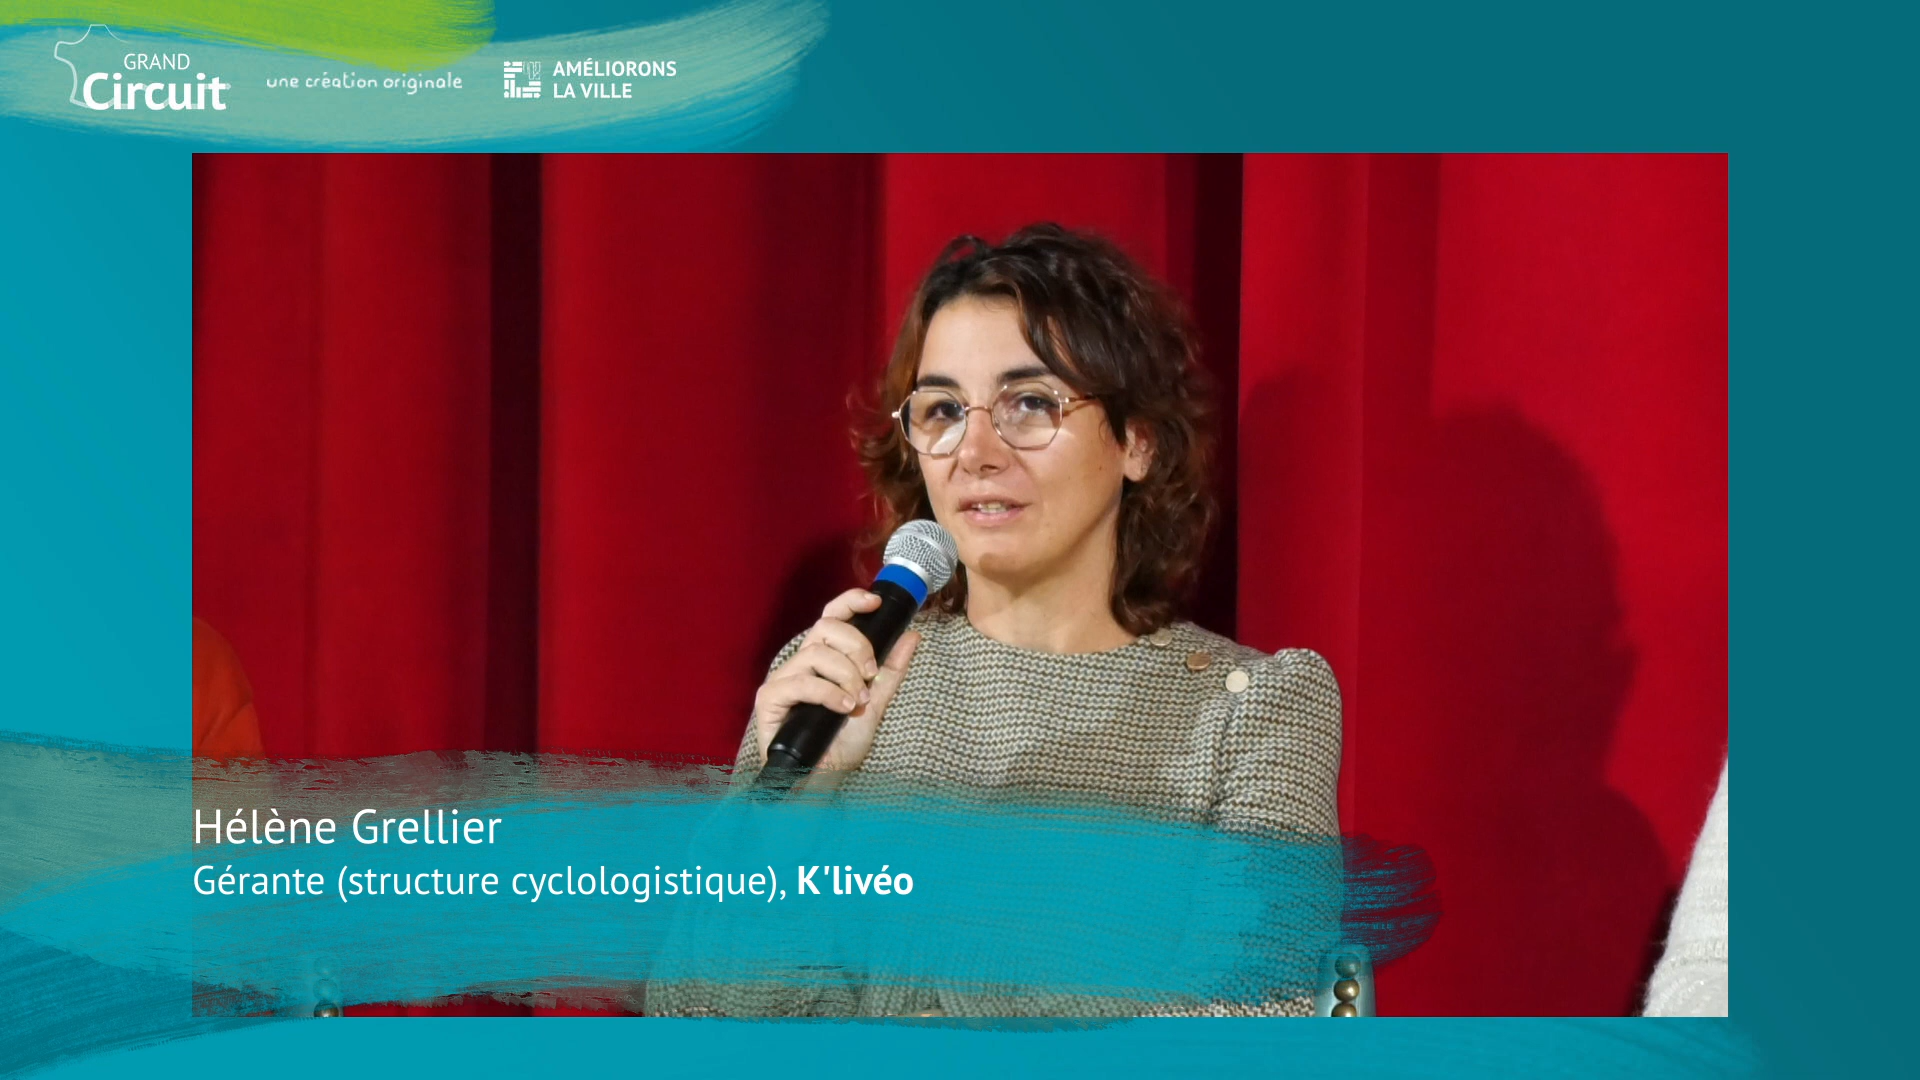 GRAND
Circuit
une création originale
AMÉLIORONS
LA VILLE
Hélène Grellier
Gérante (structure cyclologistique), K'livéo